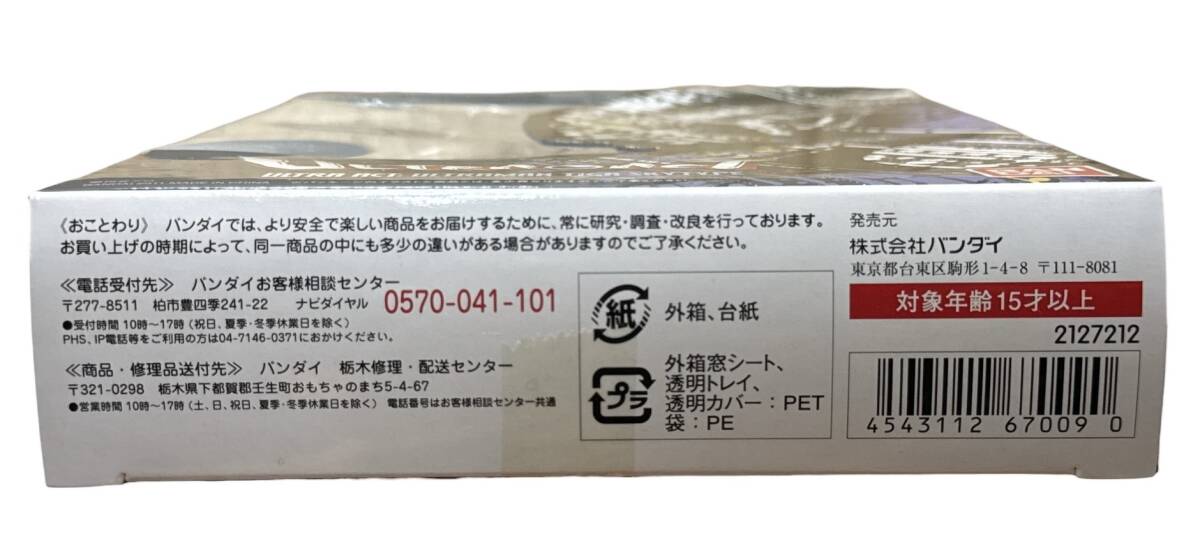 ULTRA ACT
MADE IN CHINA
《おことわり》 バンダイでは、より安全で楽しい商品をお届けするために、常に研究・調査・改良を行っております。
お買い上げの時期によって、同一商品の中にも多少の違いがある場合がありますのでご了承ください。
≪電話受付先≫ バンダイお客様相談センター
〒277-8511 柏市豊四季241-22 ナビダイヤル 0570-041-101
●受付時間 10時～17時(祝日、夏季・冬季休業日を除く)
PHS、IP電話等をご利用の方は04-7146-0371におかけください。
≪商品・修理品送付先≫ バンダイ 栃木修理・配送センター
〒321-0298 栃木県下都賀郡壬生町おもちゃのまち5-4-67
●営業時間 10時～17時(土、日、祝日、夏季・冬季休業日を除く) 電話番号はお客様相談センター共通
紙
外箱、台紙
プラ
外箱窓シート、
透明トレイ、
透明カバー：PET
袋：PE
発売元
株式会社バンダイ
東京都台東区駒形1-4-8 〒111-8081
対象年齢15才以上
2127212
4543112 67009 0